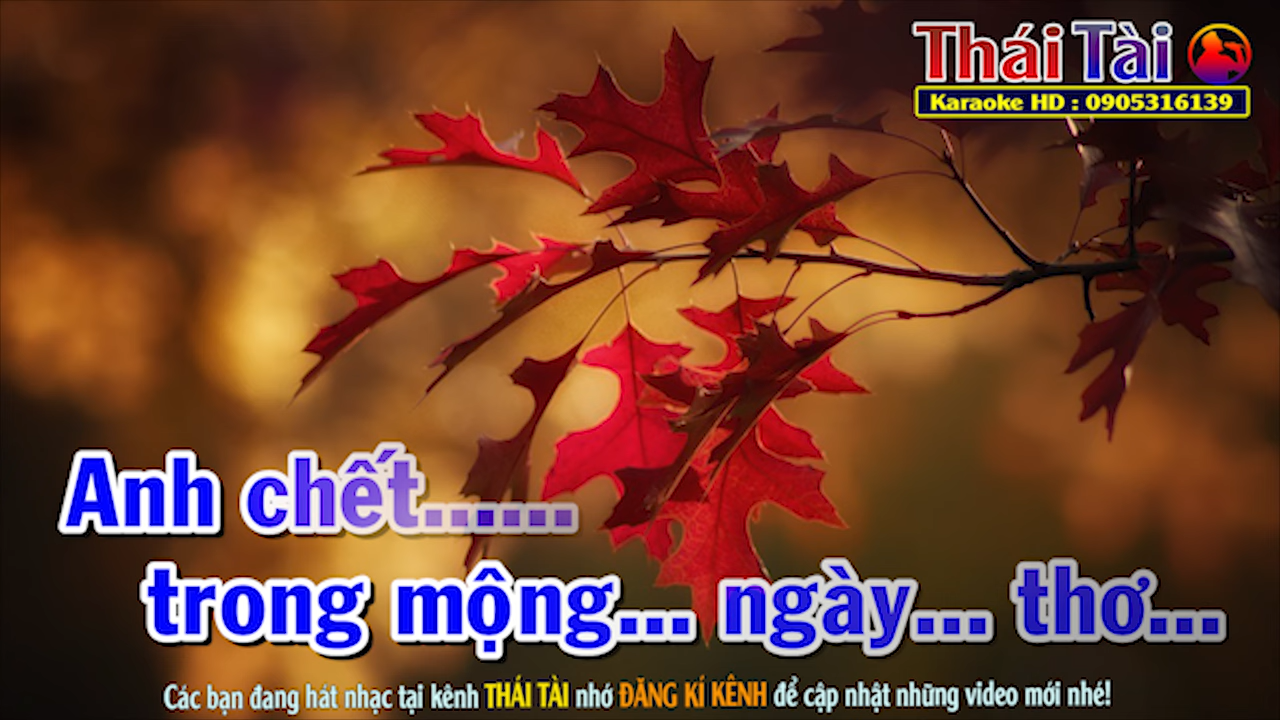 Thái Tài
Karaoke HD : 0905316139
Anh chết......
trong mộng... ngày... thơ...
Các bạn đang hát nhạc tại kênh THÁI TÀI nhớ ĐĂNG KÍ KÊNH để cập nhật những video mới nhé!